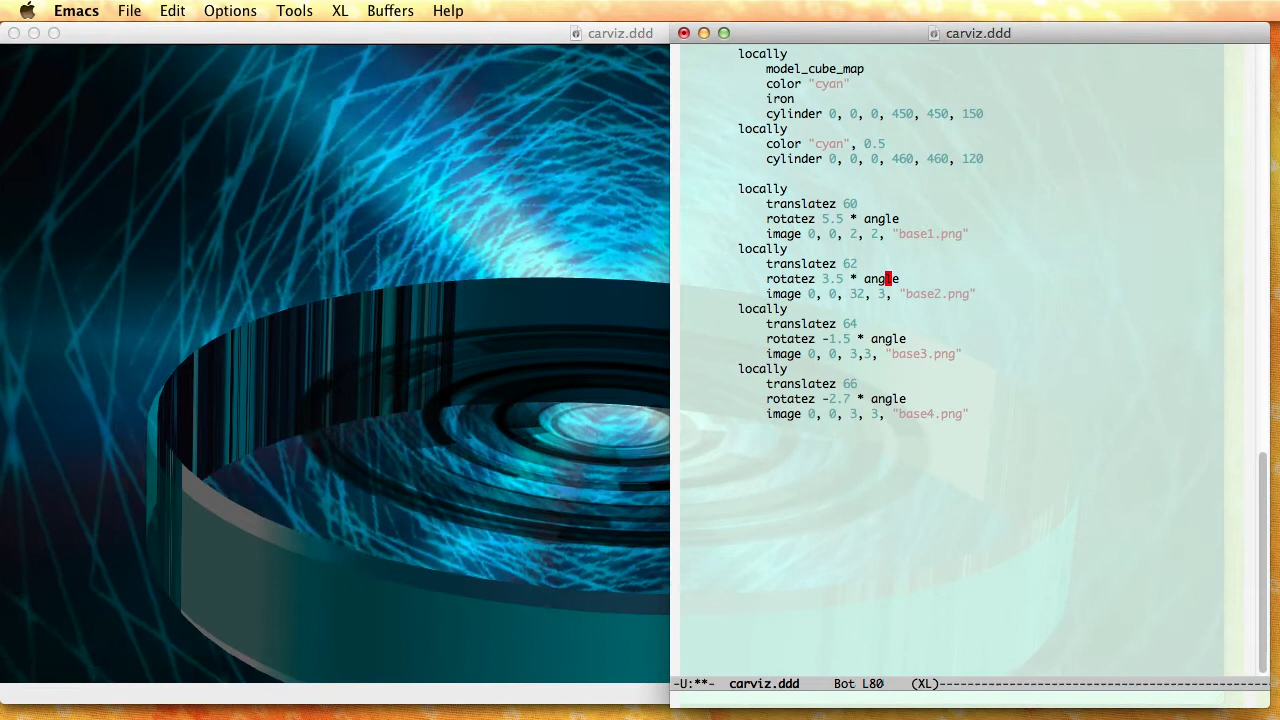 Emacs File Edit Options Tools XL Buffers Help
carviz.ddd
carviz.ddd
locally
model_cube_map
color "cyan"
iron
cylinder 0, 0, 0, 450, 450, 150
locally
color "cyan", 0.5
cylinder 0, 0, 0, 460, 460, 120
locally
translatez 60
rotatez 5.5 * angle
image 0, 0, 2, 2, "base1.png"
locally
translatez 62
rotatez 3.5 * angle
image 0, 0, 32, 3, "base2.png"
locally
translatez 64
rotatez -1.5 * angle
image 0, 0, 3,3, "base3.png"
locally
translatez 66
rotatez -2.7 * angle
image 0, 0, 3, 3, "base4.png"
-U:**- carviz.ddd Bot L80 (XL)--------------------------------------------------